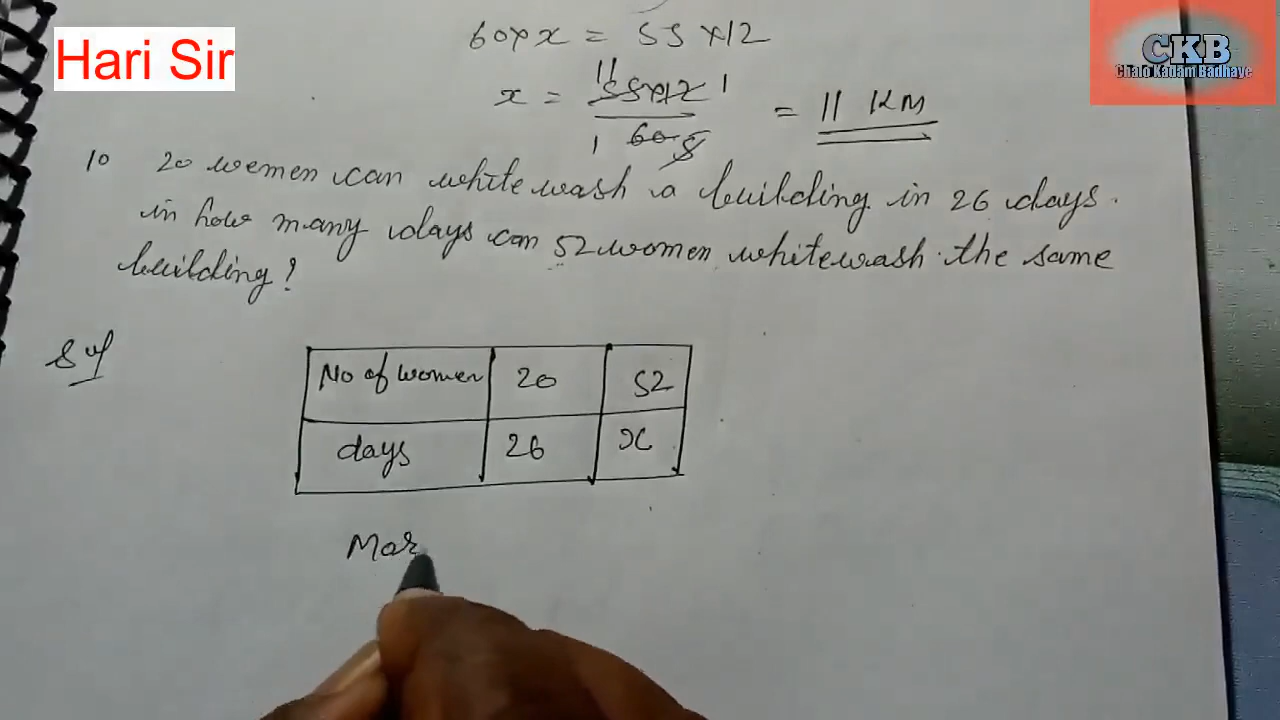 Hari Sir
CKB
Chalo Kadam Badhaye
60 × x = 55 × 12
x = 55×12 / 60 = 11 KM
10 20 women can white wash a building in 26 days.
in how many days can 52 women whitewash the same
building?
Sol
No of women 20 52
days 26 x
Mor